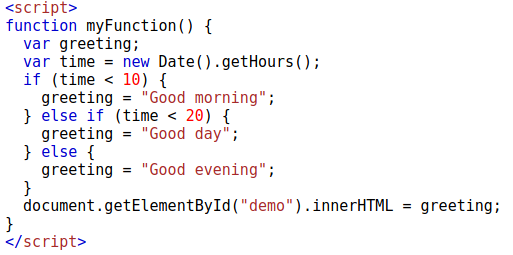 <script>
function myFunction() {
  var greeting;
  var time = new Date().getHours();
  if (time < 10) {
    greeting = "Good morning";
  } else if (time < 20) {
    greeting = "Good day";
  } else {
    greeting = "Good evening";
  }
  document.getElementById("demo").innerHTML = greeting;
}
</script>